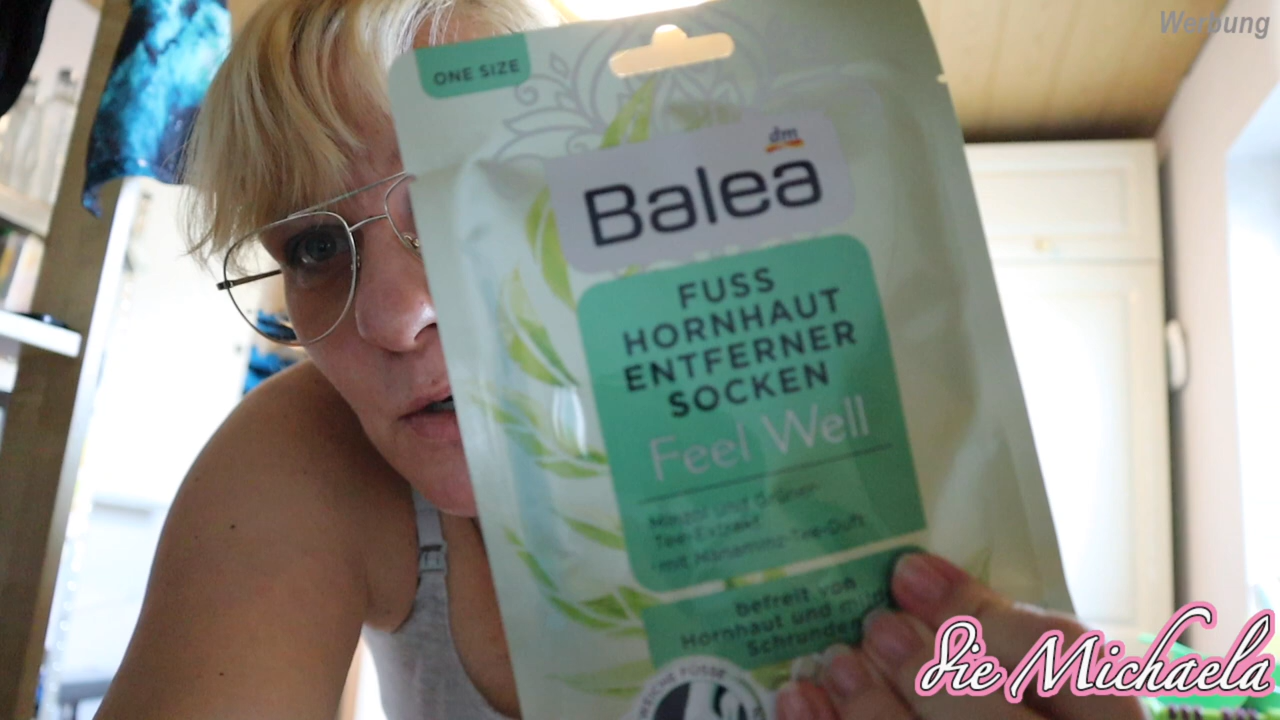 Werbung
ONE SIZE
dm
Balea
FUSS
HORNHAUT
ENTFERNER
SOCKEN
Feel Well
befreit von
Hornhaut und
Schrunden
Die Michaela